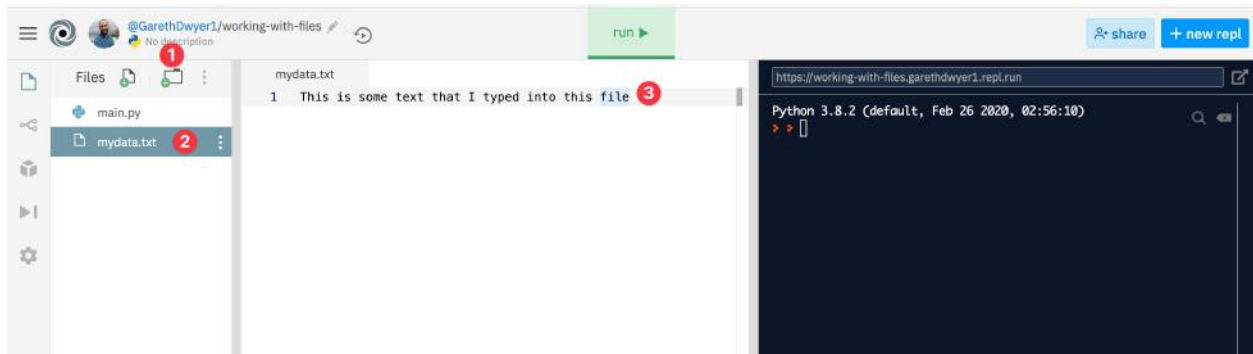 @GarethDwyer1/working-with-files
No description
run
share
+ new repl
1
Files
main.py
mydata.txt 2
mydata.txt
1 This is some text that I typed into this file 3
https://working-with-files.garethdwyer1.repl.run
Python 3.8.2 (default, Feb 26 2020, 02:56:10)
> >